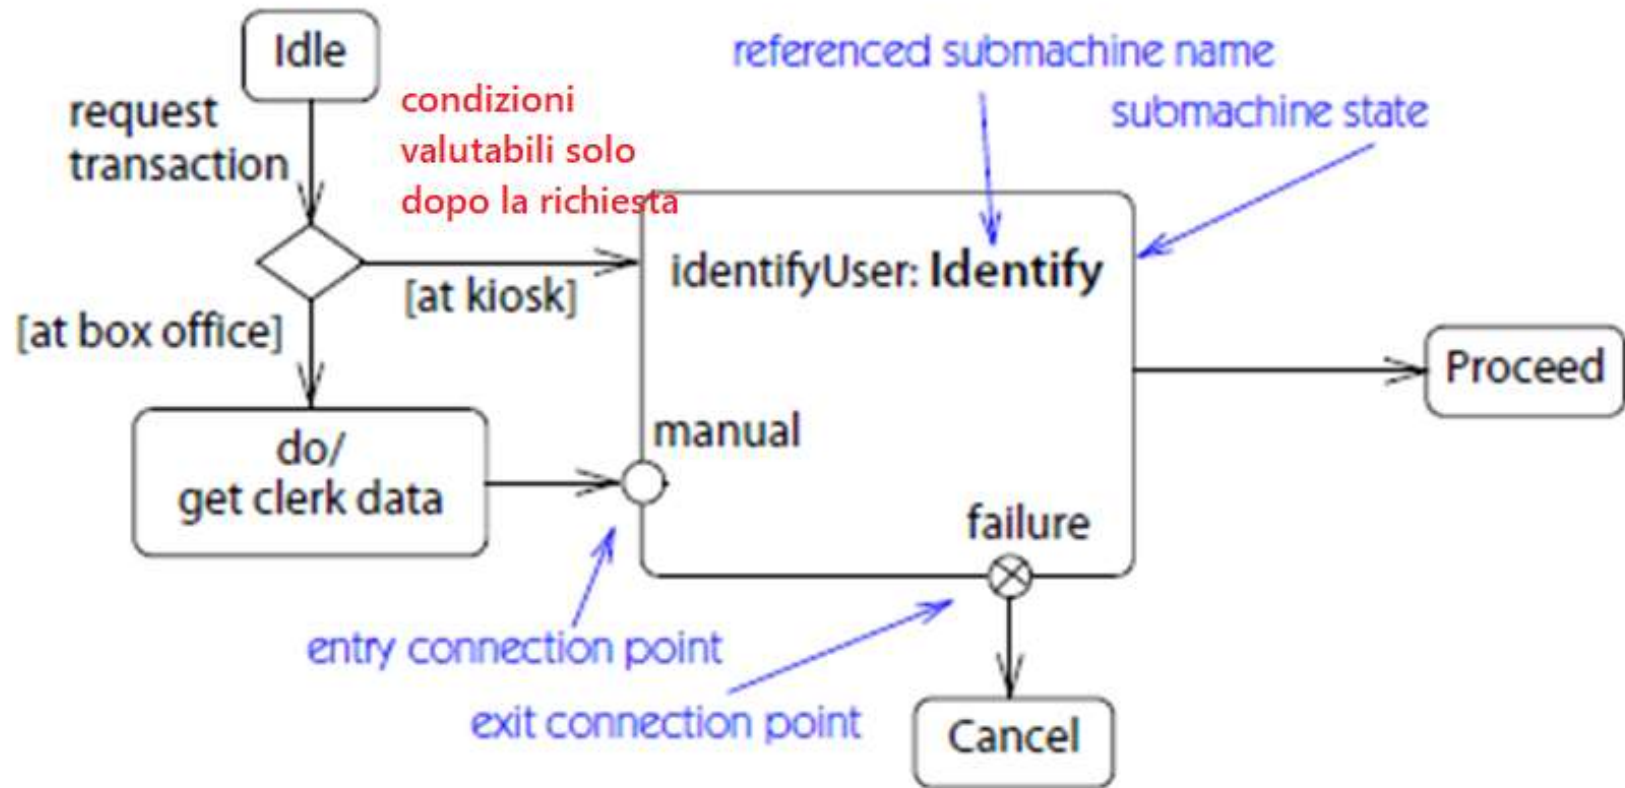 Idle
referenced submachine name
request
transaction
condizioni
valutabili solo
dopo la richiesta
submachine state
identifyUser: Identify
[at kiosk]
[at box office]
Proceed
manual
do/
get clerk data
failure
entry connection point
exit connection point
Cancel